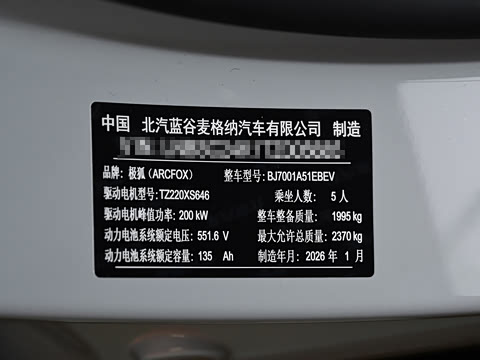 中国 北汽蓝谷麦格纳汽车有限公司 制造
品牌：极狐（ARCFOX） 整车型号：BJ7001A51EBEV
驱动电机型号：TZ220XS646 乘坐人数： 5 人
驱动电机峰值功率：200 kW 整车整备质量： 1995 kg
动力电池系统额定电压：551.6 V 最大允许总质量：2370 kg
动力电池系统额定容量：135 Ah 制造年月：2026 年 1 月